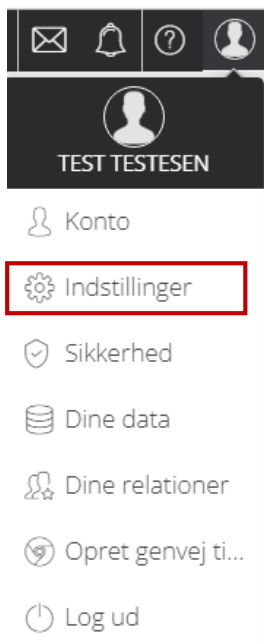 TEST TESTESEN
Konto
Indstillinger
Sikkerhed
Dine data
Dine relationer
Opret genvej ti...
Log ud